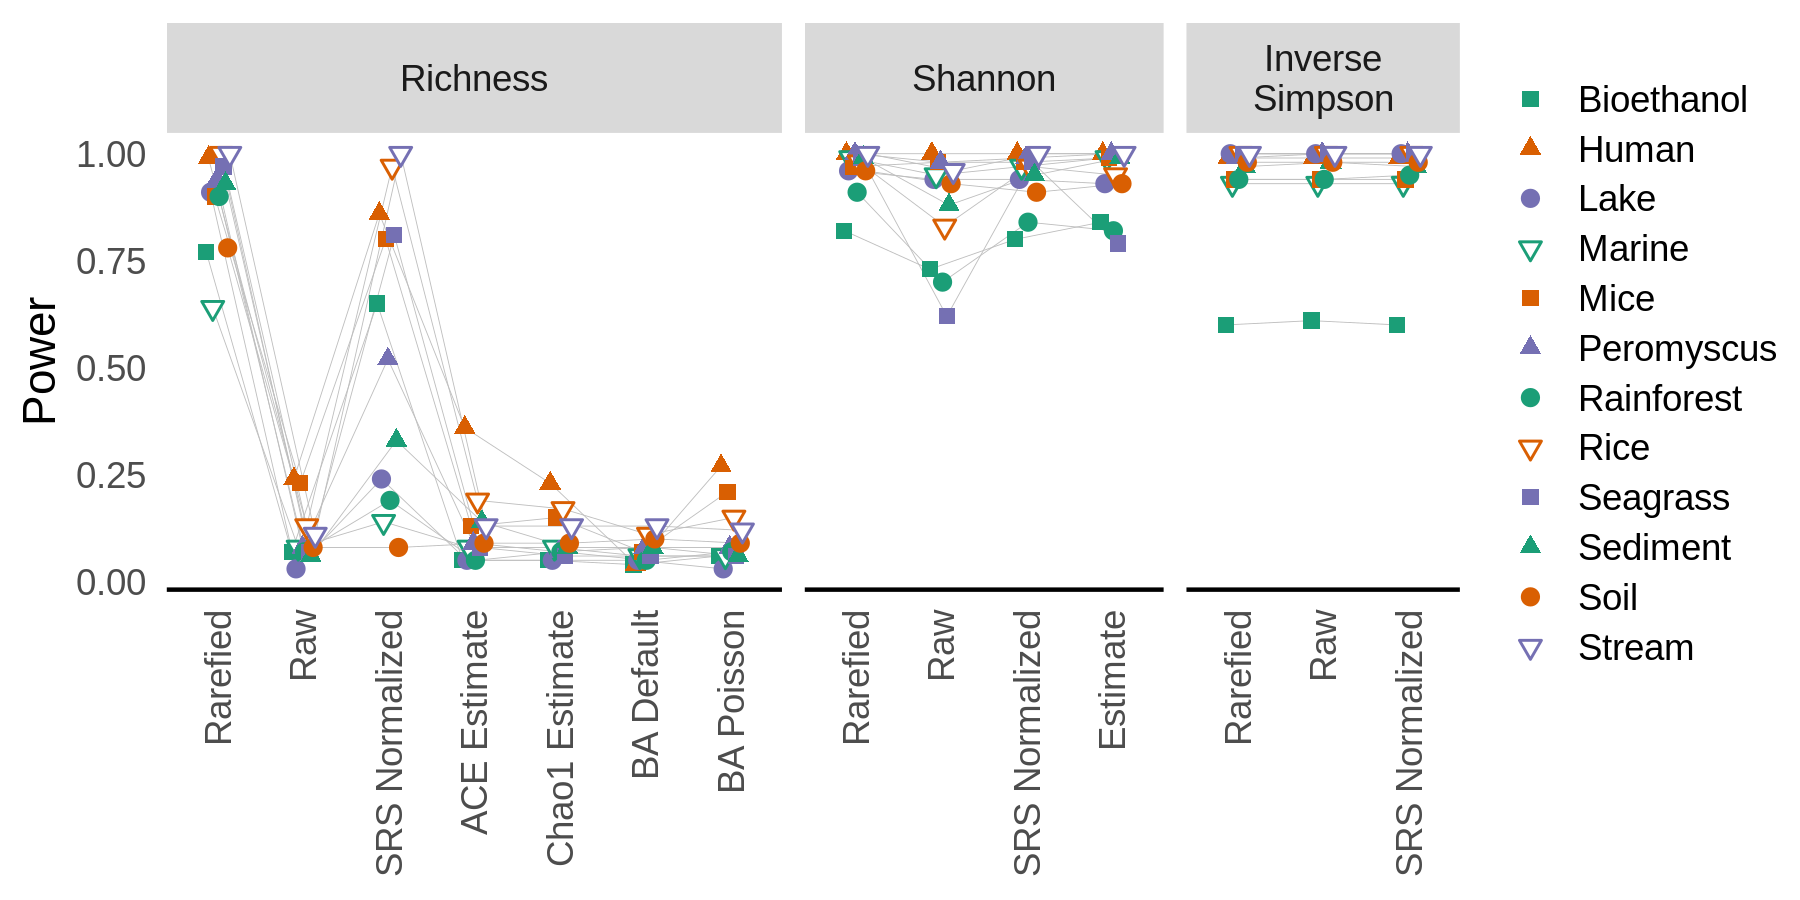 Richness
Shannon
Inverse
Simpson
Power
1.00
0.75
0.50
0.25
0.00
Rarefied
Raw
SRS Normalized
ACE Estimate
Chao1 Estimate
BA Default
BA Poisson
Rarefied
Raw
SRS Normalized
Estimate
Rarefied
Raw
SRS Normalized
Bioethanol
Human
Lake
Marine
Mice
Peromyscus
Rainforest
Rice
Seagrass
Sediment
Soil
Stream